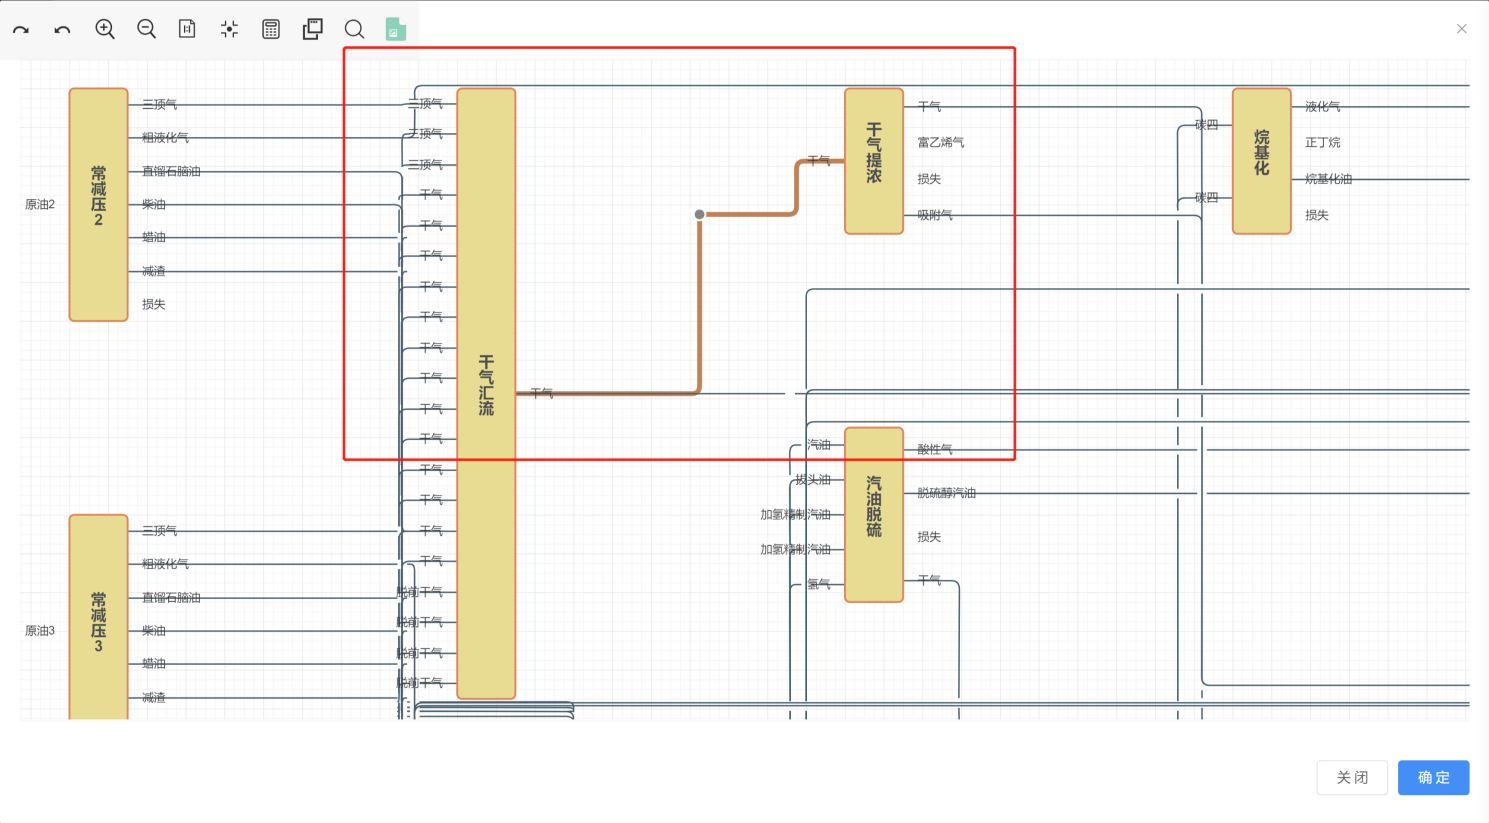 原油2
常减压2
三顶气
粗液化气
直馏石脑油
柴油
蜡油
减渣
损失
原油3
常减压3
三顶气
粗液化气
直馏石脑油
柴油
蜡油
减渣
三顶气
三顶气
三顶气
干气
干气
干气
干气
干气
干气
干气
干气
干气
干气
干气
干气
干气
脱前干气
脱前干气
脱前干气
脱前干气
干气汇流
干气
干气
干气提浓
干气
富乙烯气
损失
吸附气
汽油
拔头油
加氢精制汽油
加氢精制汽油
氢气
汽油脱硫
酸性气
脱硫醇汽油
损失
干气
碳四
碳四
烷基化
液化气
正丁烷
烷基化油
损失
关闭
确定